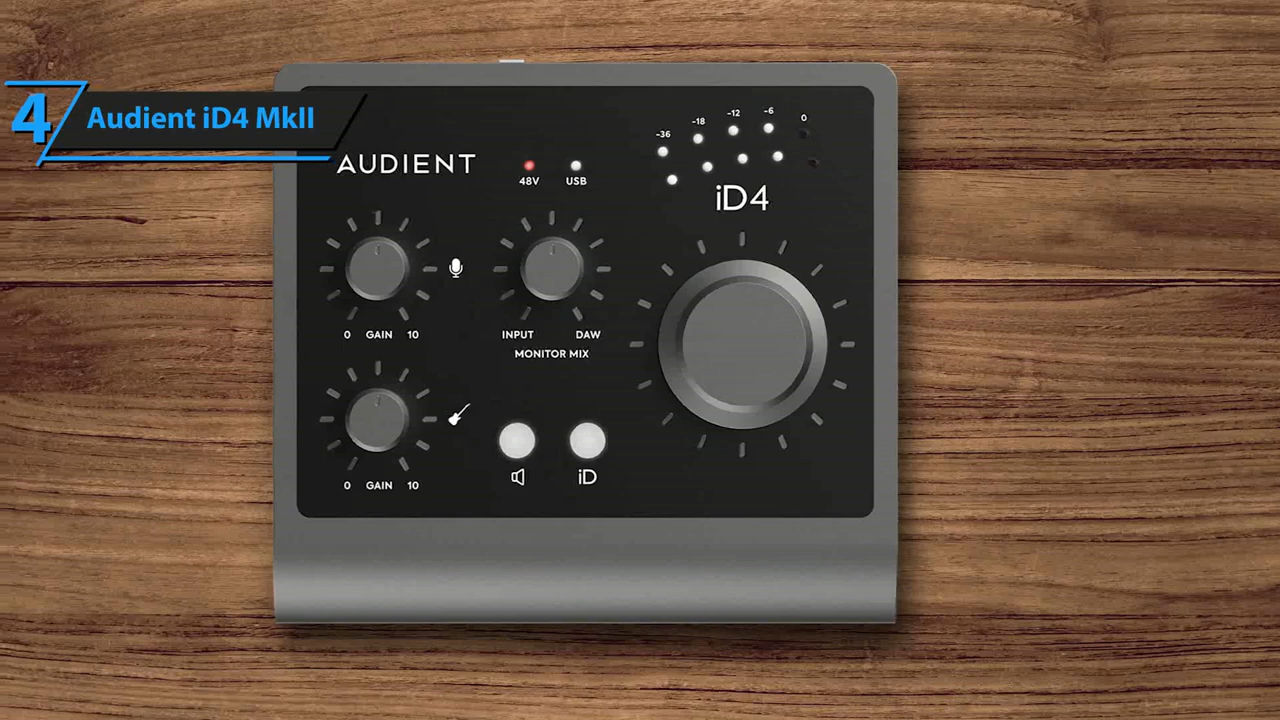 4
Audient iD4 MkII
AUDIENT
48V
USB
-36
-18
-12
-6
0
iD4
0 GAIN 10
INPUT DAW
MONITOR MIX
0 GAIN 10
iD